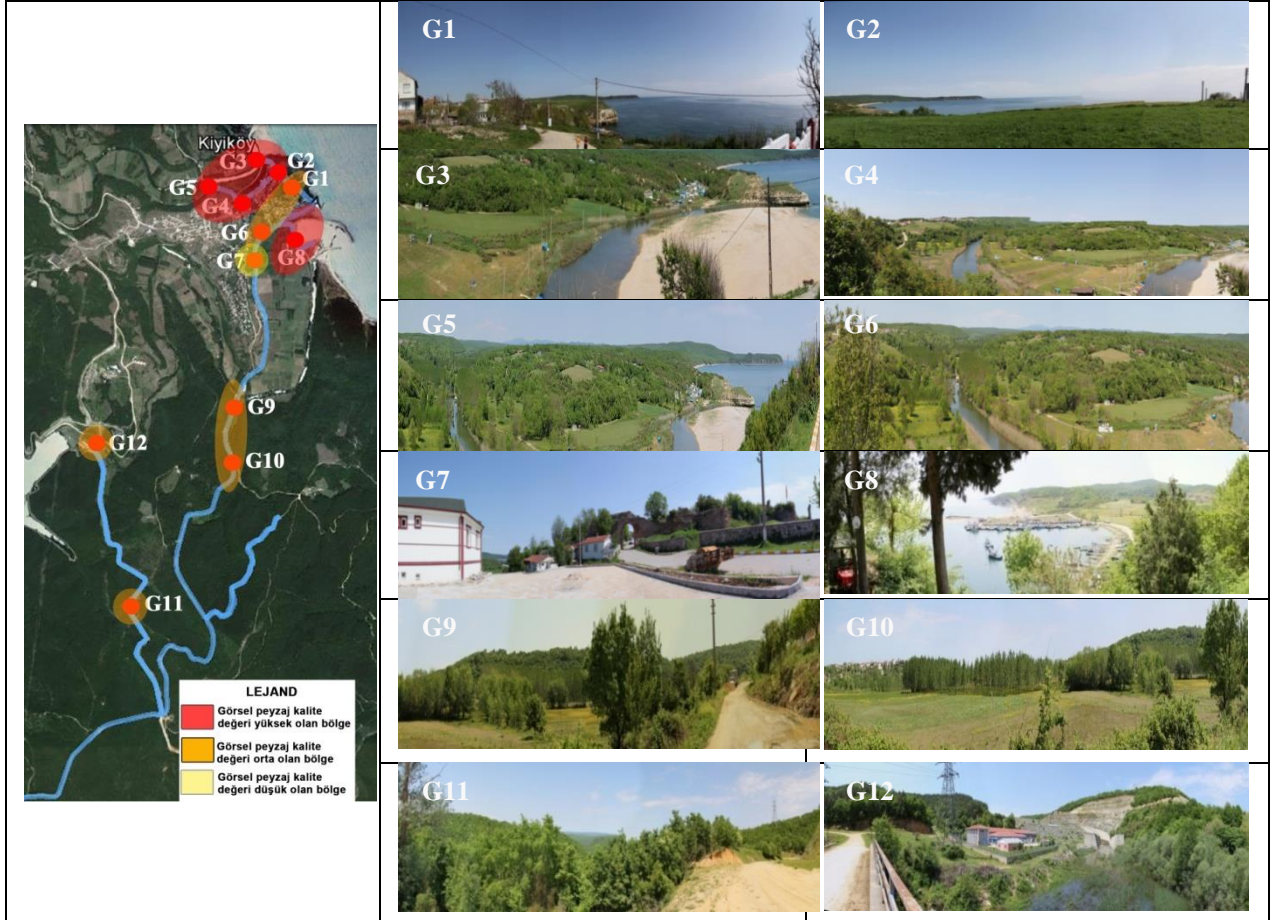 Kıyıköy
G3
G2
G5
G1
G4
G6
G8
G7
G9
G12
G10
G11
LEJAND
Görsel peyzaj kalite
değeri yüksek olan bölge
Görsel peyzaj kalite
değeri orta olan bölge
Görsel peyzaj kalite
değeri düşük olan bölge
G1
G2
G3
G4
G5
G6
G7
G8
G9
G10
G11
G12